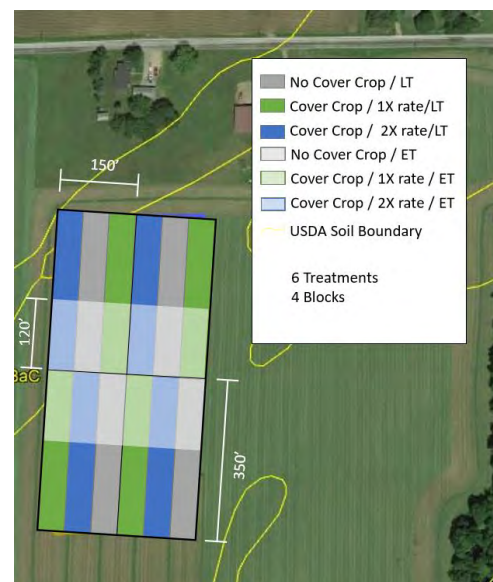 No Cover Crop / LT
Cover Crop / 1X rate/LT
Cover Crop / 2X rate/LT
No Cover Crop / ET
Cover Crop / 1X rate / ET
Cover Crop / 2X rate / ET
USDA Soil Boundary
6 Treatments
4 Blocks
150'
120'
BaC
350'